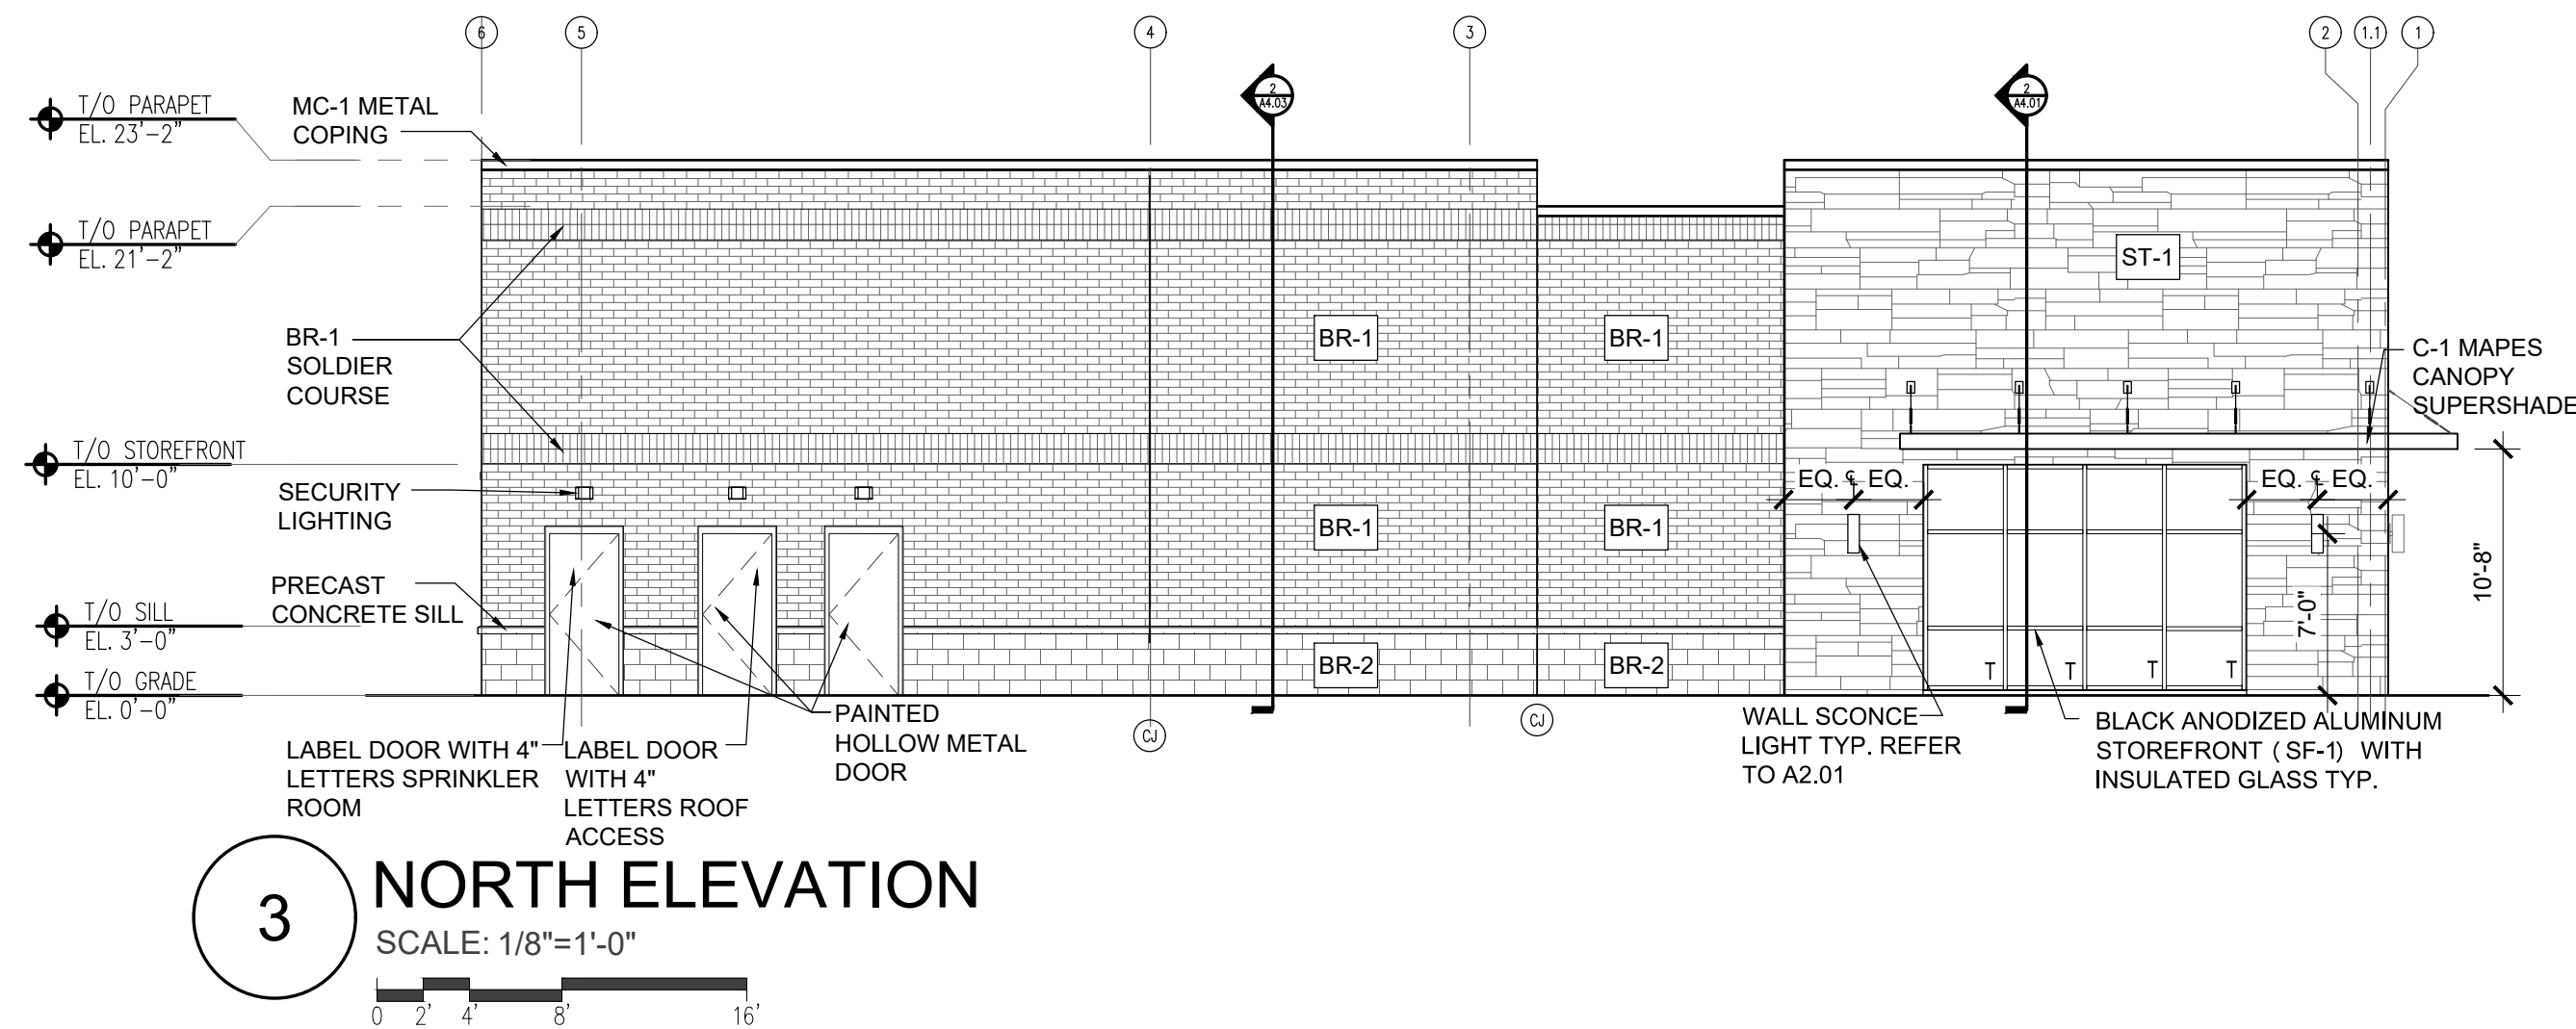 6
5
4
3
2
1.1
1
2
A4.03
2
A4.01
T/O PARAPET
EL. 23'-2"
T/O PARAPET
EL. 21'-2"
T/O STOREFRONT
EL. 10'-0"
T/O SILL
EL. 3'-0"
T/O GRADE
EL. 0'-0"
MC-1 METAL
COPING
BR-1
SOLDIER
COURSE
SECURITY
LIGHTING
PRECAST
CONCRETE SILL
BR-1
BR-1
ST-1
C-1 MAPES
CANOPY
SUPERSHADE
EQ. ℄ EQ.
EQ. ℄ EQ.
BR-1
BR-1
BR-2
BR-2
T
T
T
T
7'-0"
10'-8"
CJ
CJ
LABEL DOOR WITH 4"
LETTERS SPRINKLER
ROOM
LABEL DOOR
WITH 4"
LETTERS ROOF
ACCESS
PAINTED
HOLLOW METAL
DOOR
WALL SCONCE
LIGHT TYP. REFER
TO A2.01
BLACK ANODIZED ALUMINUM
STOREFRONT ( SF-1) WITH
INSULATED GLASS TYP.
3
NORTH ELEVATION
SCALE: 1/8"=1'-0"
0 2' 4' 8' 16'